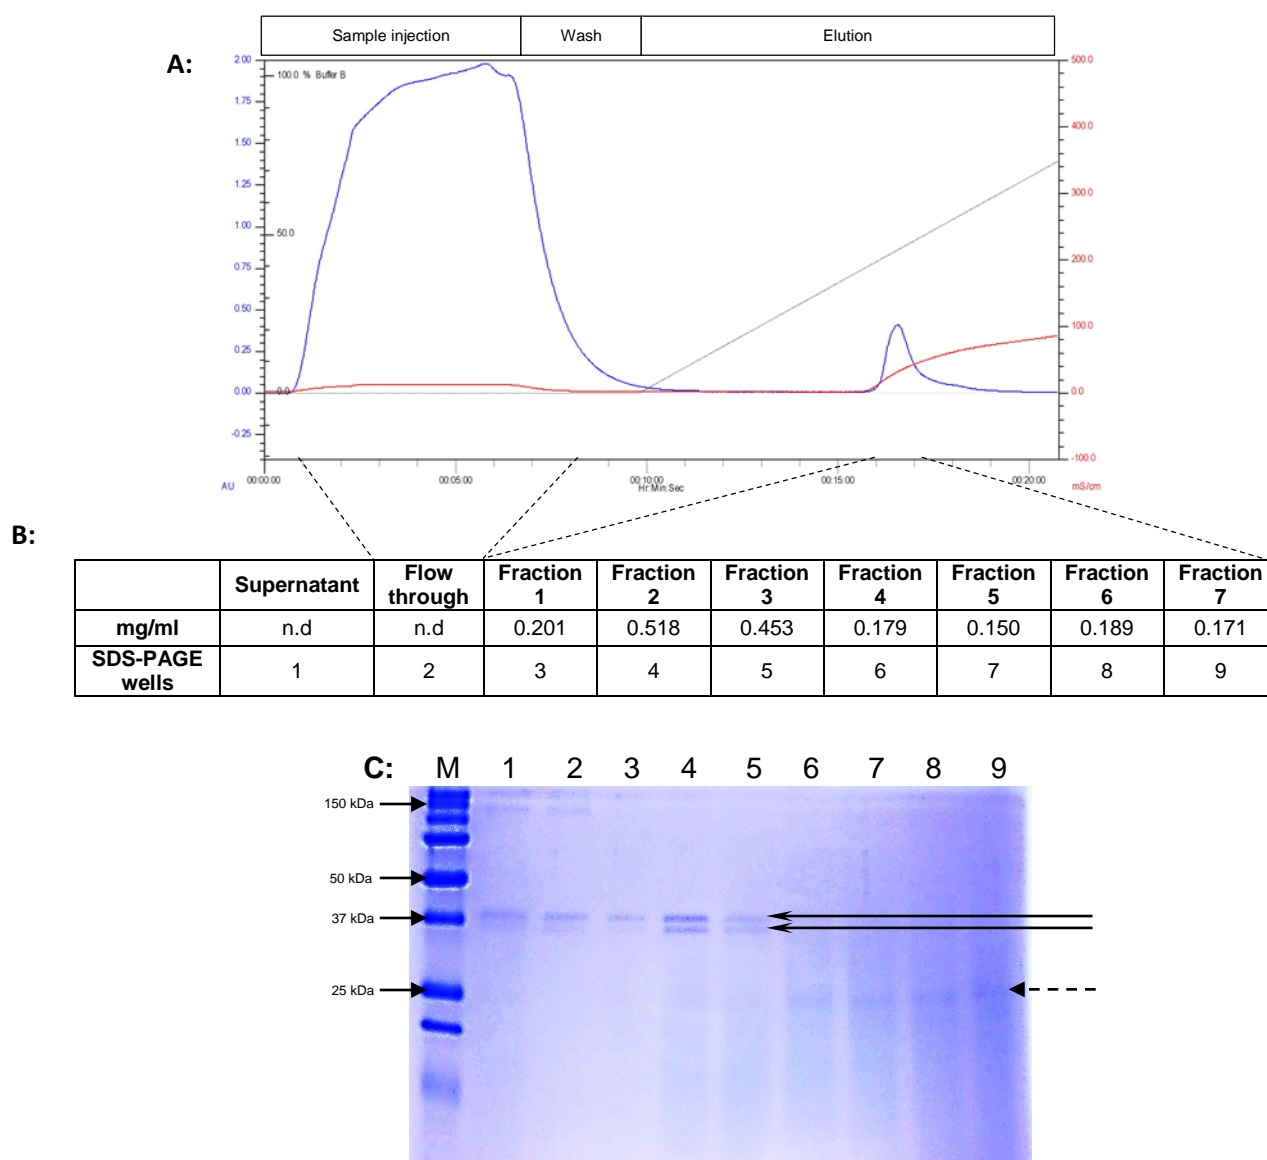 Sample injection Wash Elution
A:
2.00 100.0 % Buffer B 500.0
1.75
400.0
1.50
1.25 300.0
1.00 50.0
200.0
0.75
0.50
100.0
0.25
0.00 0.0 0.0
-0.25
-100.0
00:00:00 00:05:00 00:10:00 00:15:00 00:20:00
AU Hr:Min:Sec mS/cm
B:
Supernatant Flow through Fraction 1 Fraction 2 Fraction 3 Fraction 4 Fraction 5 Fraction 6 Fraction 7
mg/ml n.d n.d 0.201 0.518 0.453 0.179 0.150 0.189 0.171
SDS-PAGE wells 1 2 3 4 5 6 7 8 9
C: M 1 2 3 4 5 6 7 8 9
150 kDa
50 kDa
37 kDa
25 kDa